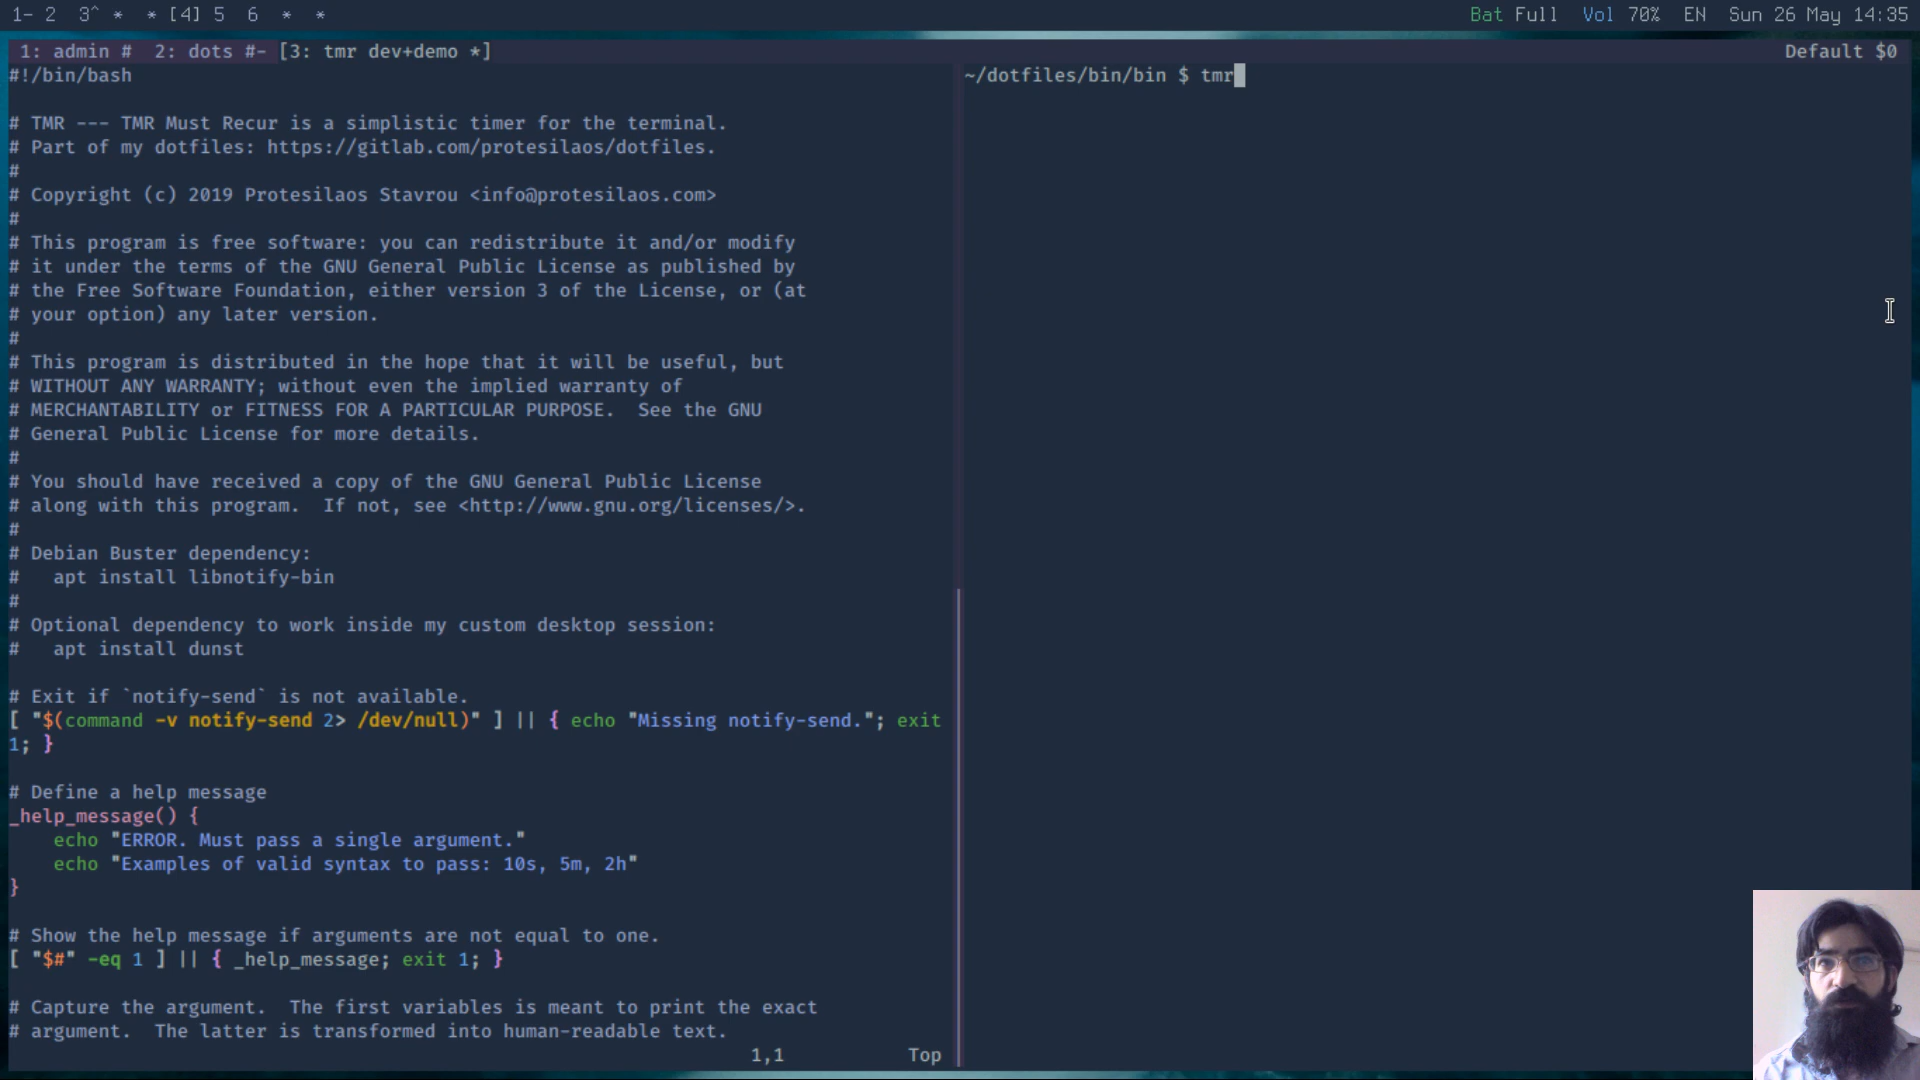 1- 2  3^ *  * [4] 5  6  *  *
Bat Full  Vol 70%  EN  Sun 26 May 14:35
1: admin #  2: dots #- [3: tmr dev+demo *]
Default $0
#!/bin/bash
# TMR --- TMR Must Recur is a simplistic timer for the terminal.
# Part of my dotfiles: https://gitlab.com/protesilaos/dotfiles.
#
# Copyright (c) 2019 Protesilaos Stavrou <info@protesilaos.com>
#
# This program is free software: you can redistribute it and/or modify
# it under the terms of the GNU General Public License as published by
# the Free Software Foundation, either version 3 of the License, or (at
# your option) any later version.
#
# This program is distributed in the hope that it will be useful, but
# WITHOUT ANY WARRANTY; without even the implied warranty of
# MERCHANTABILITY or FITNESS FOR A PARTICULAR PURPOSE.  See the GNU
# General Public License for more details.
#
# You should have received a copy of the GNU General Public License
# along with this program.  If not, see <http://www.gnu.org/licenses/>.
#
# Debian Buster dependency:
#   apt install libnotify-bin
#
# Optional dependency to work inside my custom desktop session:
#   apt install dunst
# Exit if `notify-send` is not available.
[ "$(command -v notify-send 2> /dev/null)" ] || { echo "Missing notify-send."; exit
1; }
# Define a help message
_help_message() {
    echo "ERROR. Must pass a single argument."
    echo "Examples of valid syntax to pass: 10s, 5m, 2h"
}
# Show the help message if arguments are not equal to one.
[ "$#" -eq 1 ] || { _help_message; exit 1; }
# Capture the argument.  The first variables is meant to print the exact
# argument.  The latter is transformed into human-readable text.
1,1  Top
~/dotfiles/bin/bin $ tmr